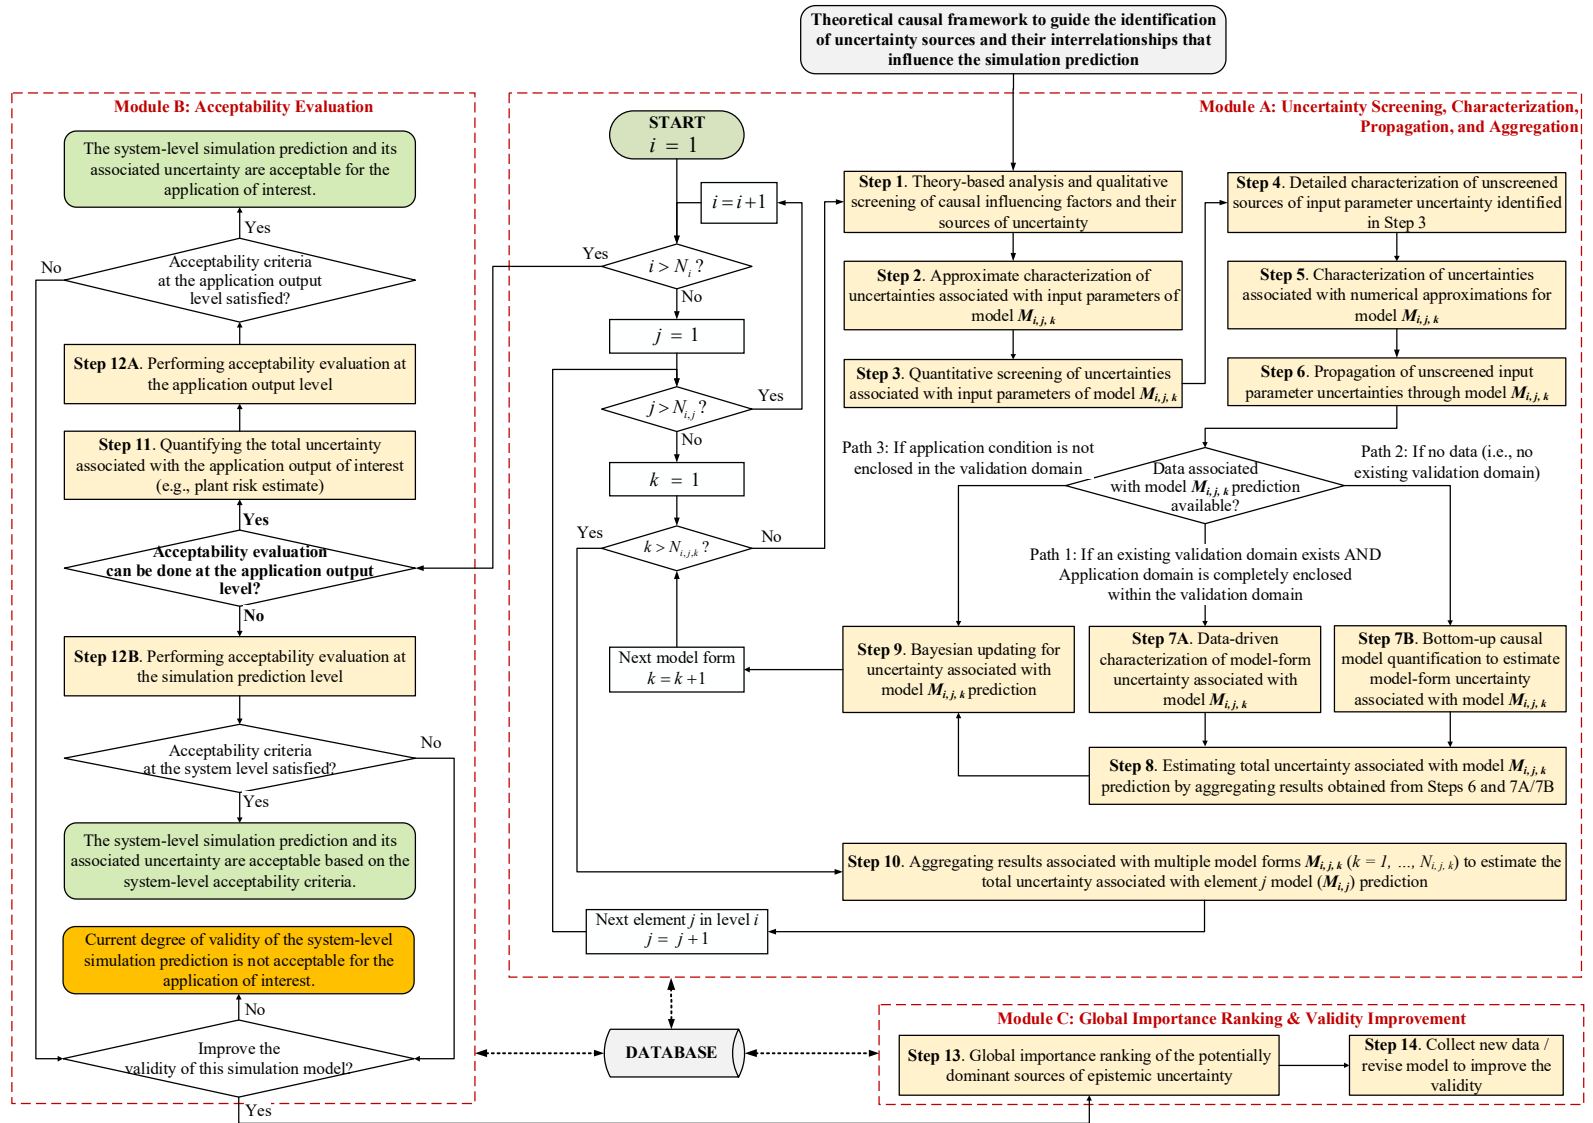 Theoretical causal framework to guide the identification
of uncertainty sources and their interrelationships that
influence the simulation prediction
Module B: Acceptability Evaluation
The system-level simulation prediction and its
associated uncertainty are acceptable for the
application of interest.
Yes
No
Acceptability criteria
at the application output
level satisfied?
Step 12A. Performing acceptability evaluation at
the application output level
Step 11. Quantifying the total uncertainty
associated with the application output of interest
(e.g., plant risk estimate)
Yes
Acceptability evaluation
can be done at the application output
level?
No
Step 12B. Performing acceptability evaluation at
the simulation prediction level
Acceptability criteria
at the system level satisfied?
No
Yes
The system-level simulation prediction and its
associated uncertainty are acceptable based on the
system-level acceptability criteria.
Current degree of validity of the system-level
simulation prediction is not acceptable for the
application of interest.
No
Improve the
validity of this simulation model?
Yes
Module A: Uncertainty Screening, Characterization,
Propagation, and Aggregation
START
i = 1
i = i+1
Yes
i > N_i ?
No
j = 1
j > N_{i,j} ?
Yes
No
k = 1
Yes
k > N_{i,j,k} ?
No
Next model form
k = k+1
Step 1. Theory-based analysis and qualitative
screening of causal influencing factors and their
sources of uncertainty
Step 2. Approximate characterization of
uncertainties associated with input parameters of
model M_{i,j,k}
Step 3. Quantitative screening of uncertainties
associated with input parameters of model M_{i,j,k}
Step 4. Detailed characterization of unscreened
sources of input parameter uncertainty identified
in Step 3
Step 5. Characterization of uncertainties
associated with numerical approximations for
model M_{i,j,k}
Step 6. Propagation of unscreened input
parameter uncertainties through model M_{i,j,k}
Path 3: If application condition is not
enclosed in the validation domain
Data associated
with model M_{i,j,k} prediction
available?
Path 2: If no data (i.e., no
existing validation domain)
Path 1: If an existing validation domain exists AND
Application domain is completely enclosed
within the validation domain
Step 9. Bayesian updating for
uncertainty associated with
model M_{i,j,k} prediction
Step 7A. Data-driven
characterization of model-form
uncertainty associated with
model M_{i,j,k}
Step 7B. Bottom-up causal
model quantification to estimate
model-form uncertainty
associated with model M_{i,j,k}
Step 8. Estimating total uncertainty associated with model M_{i,j,k}
prediction by aggregating results obtained from Steps 6 and 7A/7B
Step 10. Aggregating results associated with multiple model forms M_{i,j,k} (k = 1, ..., N_{i,j,k}) to estimate the
total uncertainty associated with element j model (M_{i,j}) prediction
Next element j in level i
j = j+1
DATABASE
Module C: Global Importance Ranking & Validity Improvement
Step 13. Global importance ranking of the potentially
dominant sources of epistemic uncertainty
Step 14. Collect new data /
revise model to improve the
validity